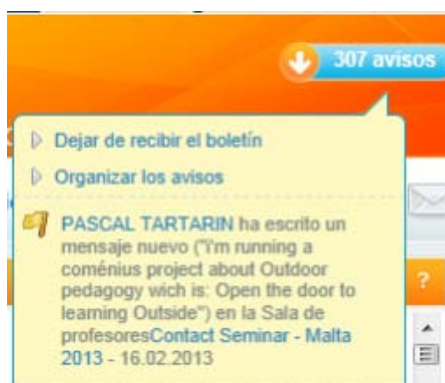 307 avisos
Dejar de recibir el boletín
Organizar los avisos
PASCAL TARTARIN ha escrito un
mensaje nuevo ("i'm running a
coménius project about Outdoor
pedagogy wich is: Open the door to
learning Outside") en la Sala de
profesoresContact Seminar - Malta
2013 - 16.02.2013
?